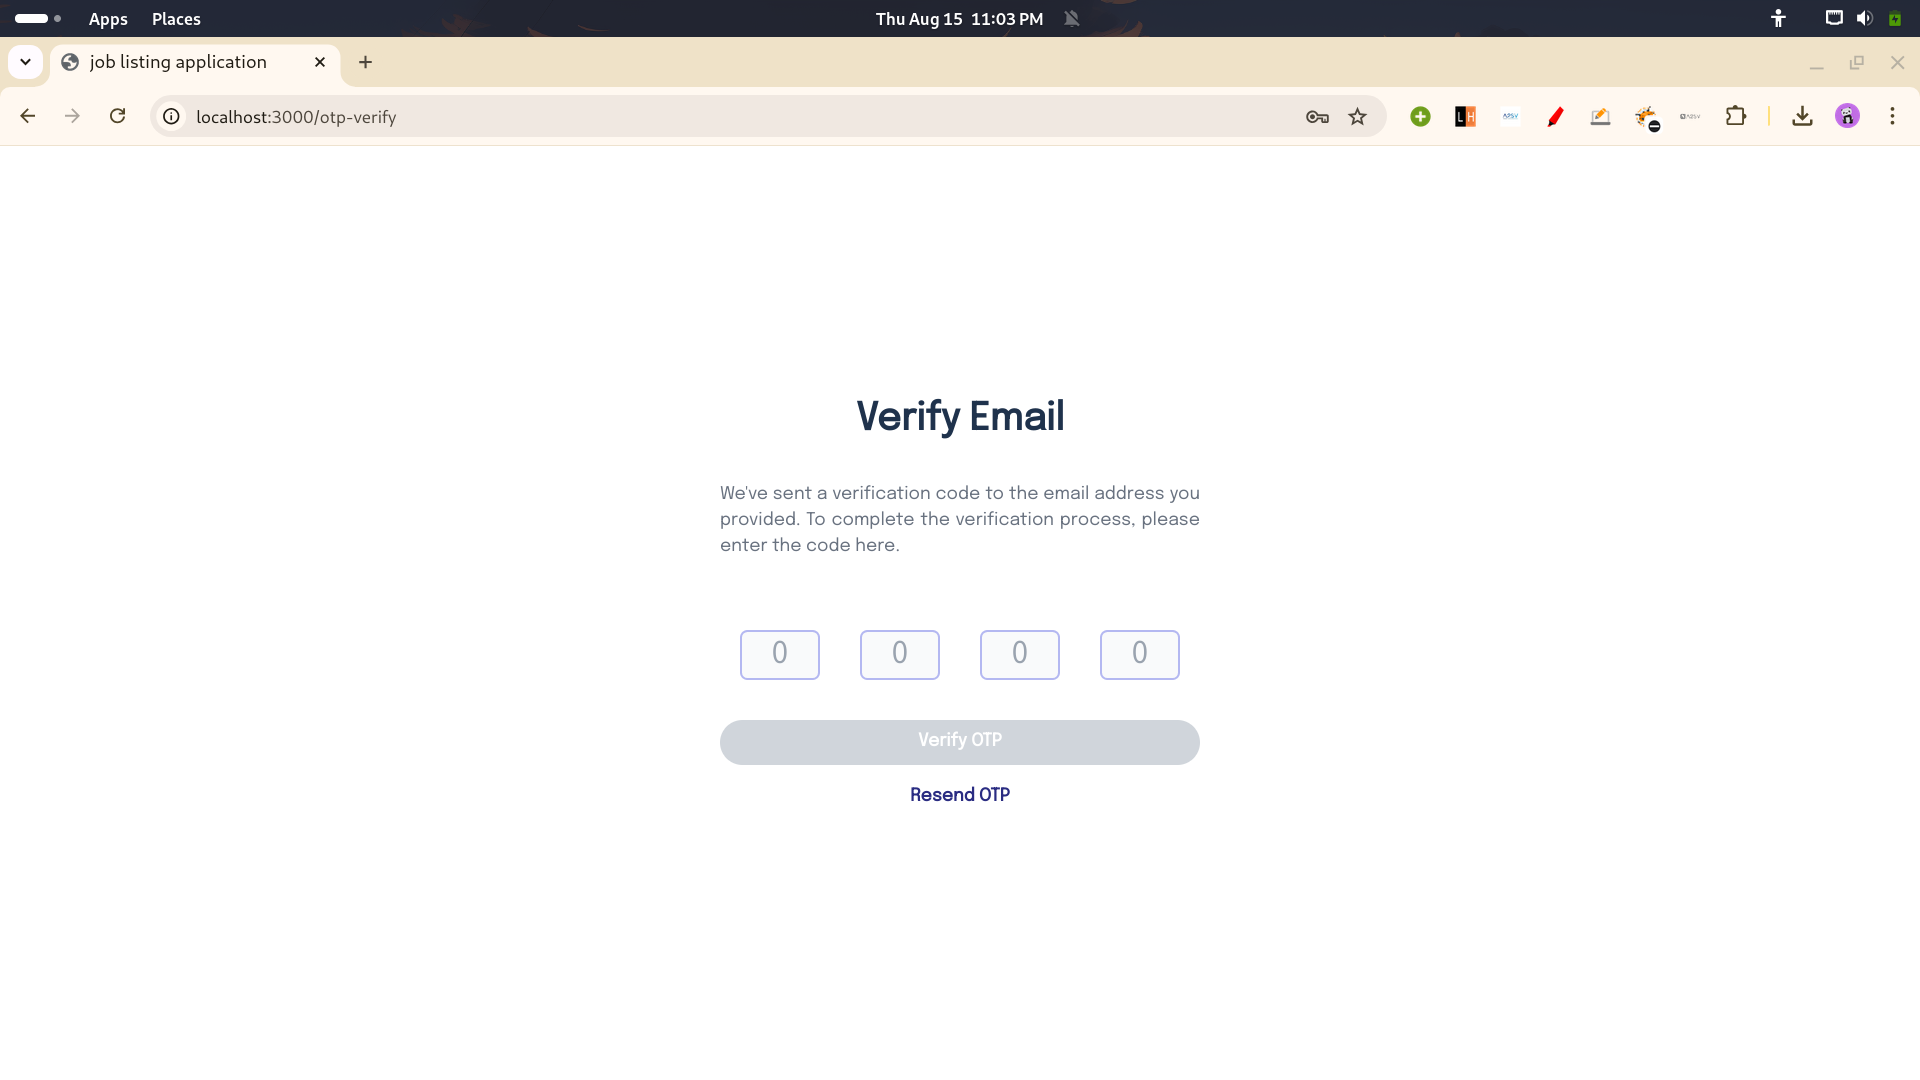 Apps Places Thu Aug 15 11:03 PM
job listing application
localhost:3000/otp-verify
Verify Email
We've sent a verification code to the email address you
provided. To complete the verification process, please
enter the code here.
0 0 0 0
Verify OTP
Resend OTP